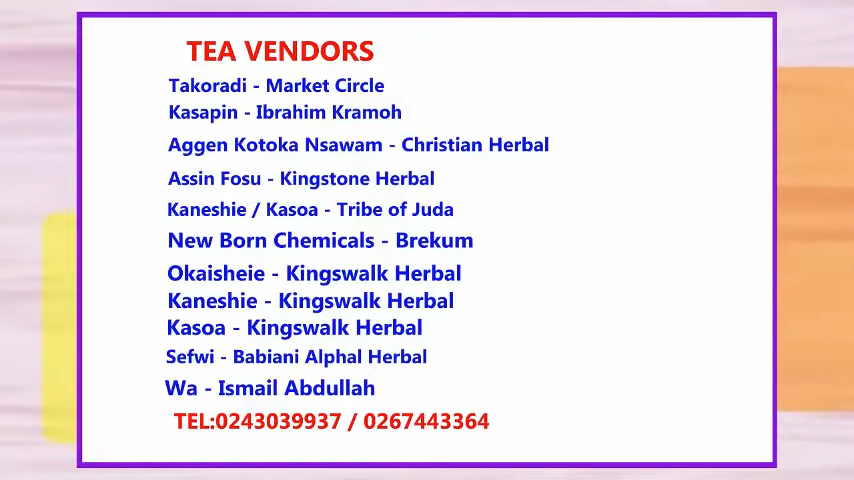 TEA VENDORS
Takoradi - Market Circle
Kasapin - Ibrahim Kramoh
Aggen Kotoka Nsawam - Christian Herbal
Assin Fosu - Kingstone Herbal
Kaneshie / Kasoa - Tribe of Juda
New Born Chemicals - Brekum
Okaisheie - Kingswalk Herbal
Kaneshie - Kingswalk Herbal
Kasoa - Kingswalk Herbal
Sefwi - Babiani Alphal Herbal
Wa - Ismail Abdullah
TEL:0243039937 / 0267443364